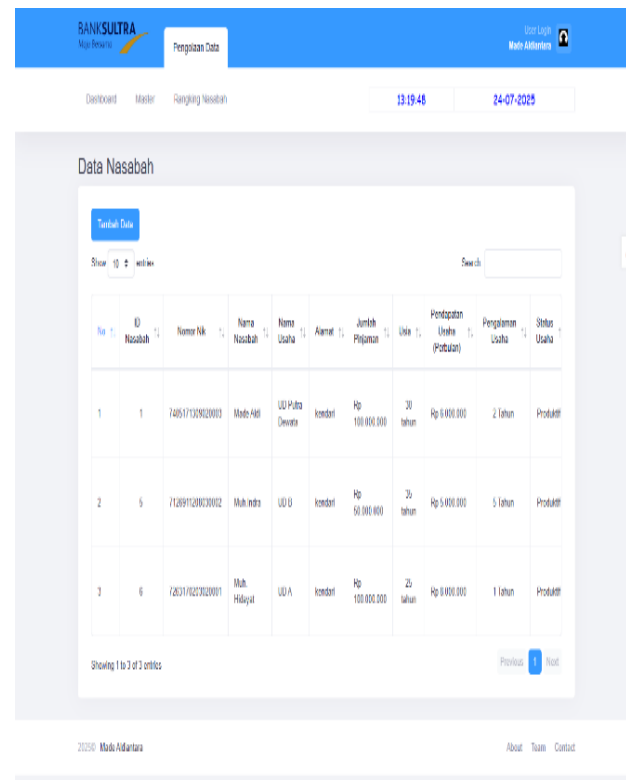 BANKSULTRA
Maju Bersama
Pengolaan Data
User Login
Made Aldiantara
Dashboard Master Rangking Nasabah
13:19:48 24-07-2025
Data Nasabah
Tambah Data
Show 10 entries
Search
No ID Nasabah Nomor Nik Nama Nasabah Nama Usaha Alamat Jumlah Pinjaman Usia Pendapatan Usaha (Perbulan) Pengalaman Usaha Status Usaha
1 1 7405171309020003 Made Aldi UD Putra Dewata kendari Rp 100.000.000 30 tahun Rp 8.000.000 2 Tahun Produktif
2 5 7126911208030002 Muh.Indra UD B kendari Rp 50.000.000 35 tahun Rp 5.000.000 5 Tahun Produktif
3 6 7263170203020001 Muh. Hidayat UD A kendari Rp 100.000.000 25 tahun Rp 8.000.000 1 Tahun Produktif
Showing 1 to 3 of 3 entries
Previous 1 Next
2025© Made Aldiantara
About Team Contact